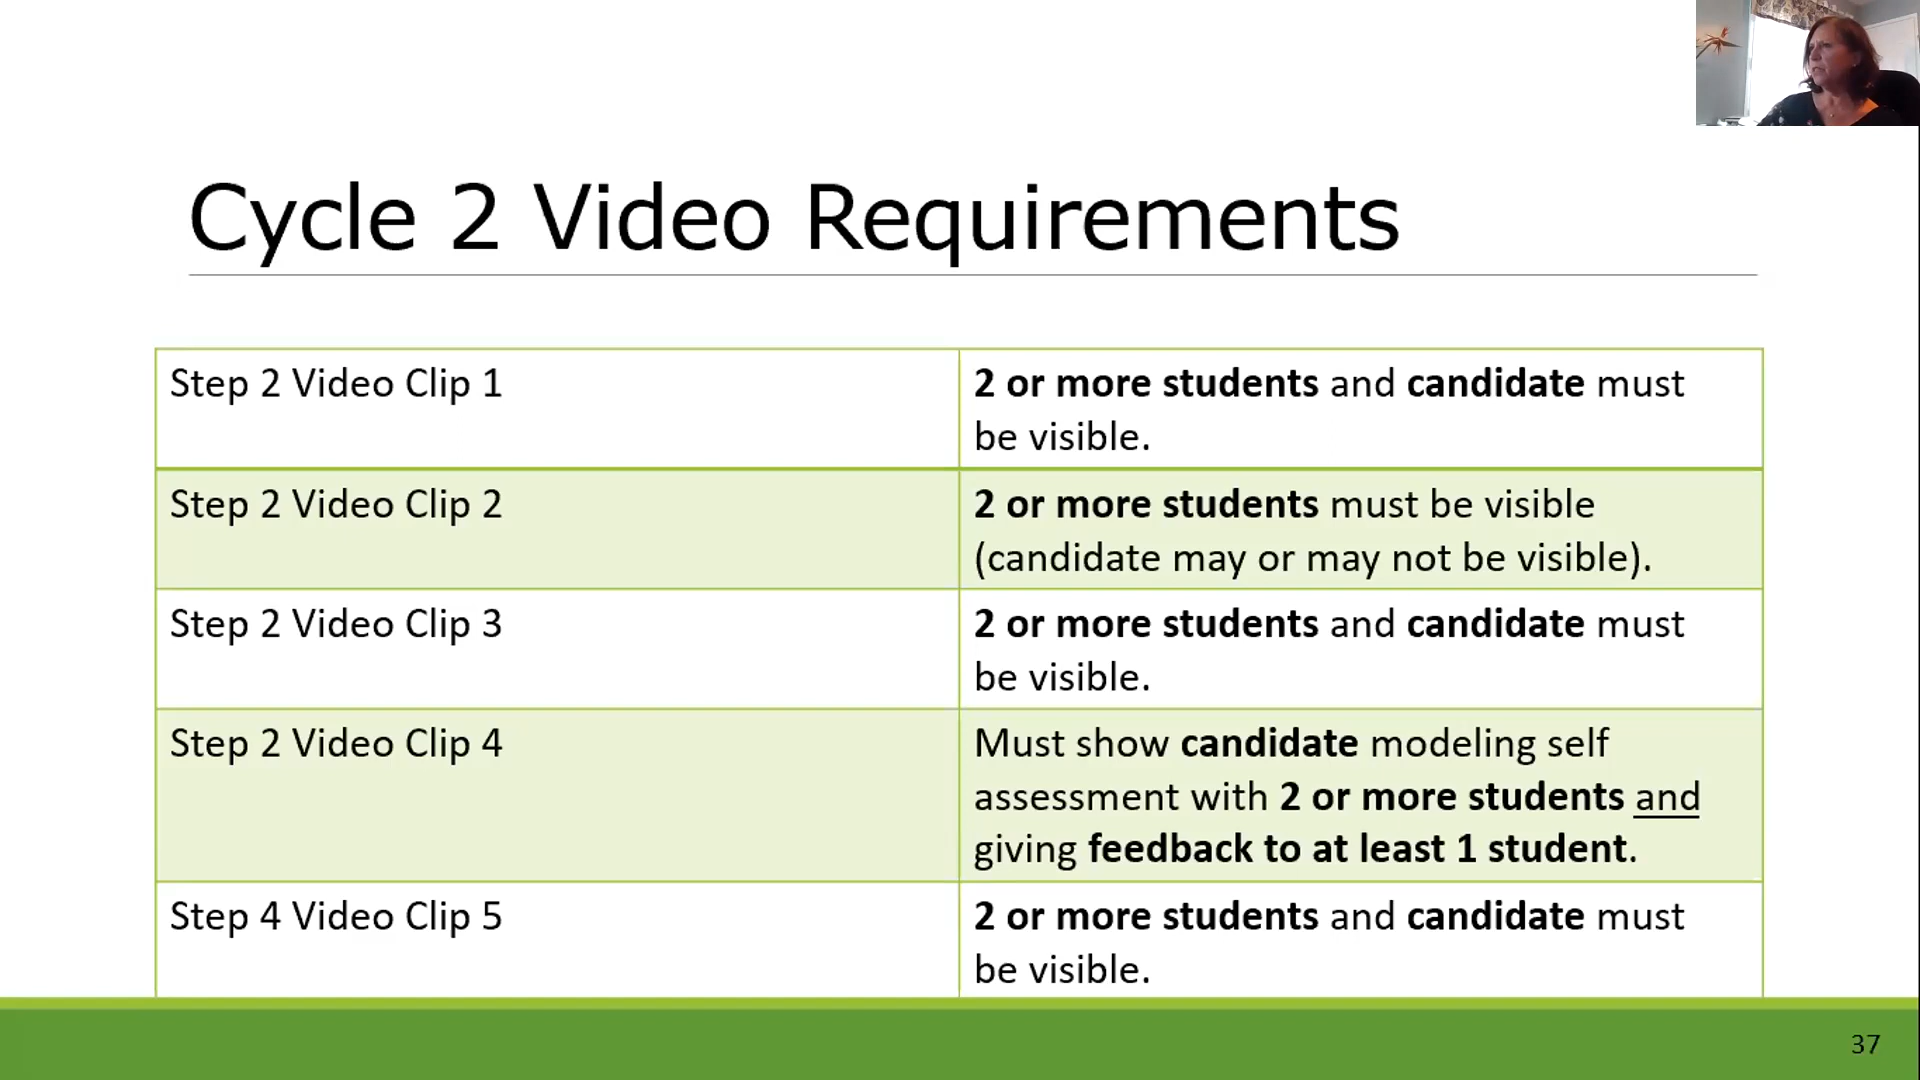 Cycle 2 Video Requirements
Step 2 Video Clip 1
2 or more students and candidate must
be visible.
Step 2 Video Clip 2
2 or more students must be visible
(candidate may or may not be visible).
Step 2 Video Clip 3
2 or more students and candidate must
be visible.
Step 2 Video Clip 4
Must show candidate modeling self
assessment with 2 or more students and
giving feedback to at least 1 student.
Step 4 Video Clip 5
2 or more students and candidate must
be visible.
37